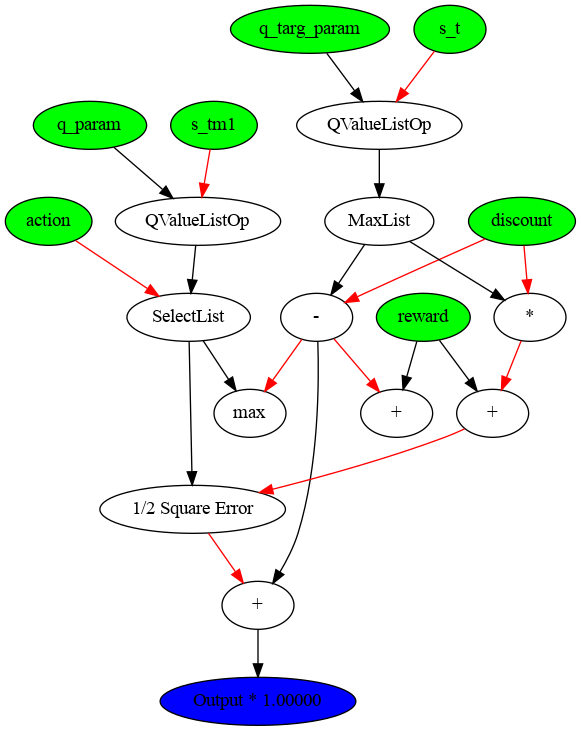 q_targ_param
s_t
q_param
s_tm1
QValueListOp
action
QValueListOp
MaxList
discount
SelectList
-
reward
*
max
+
+
1/2 Square Error
+
Output * 1.00000